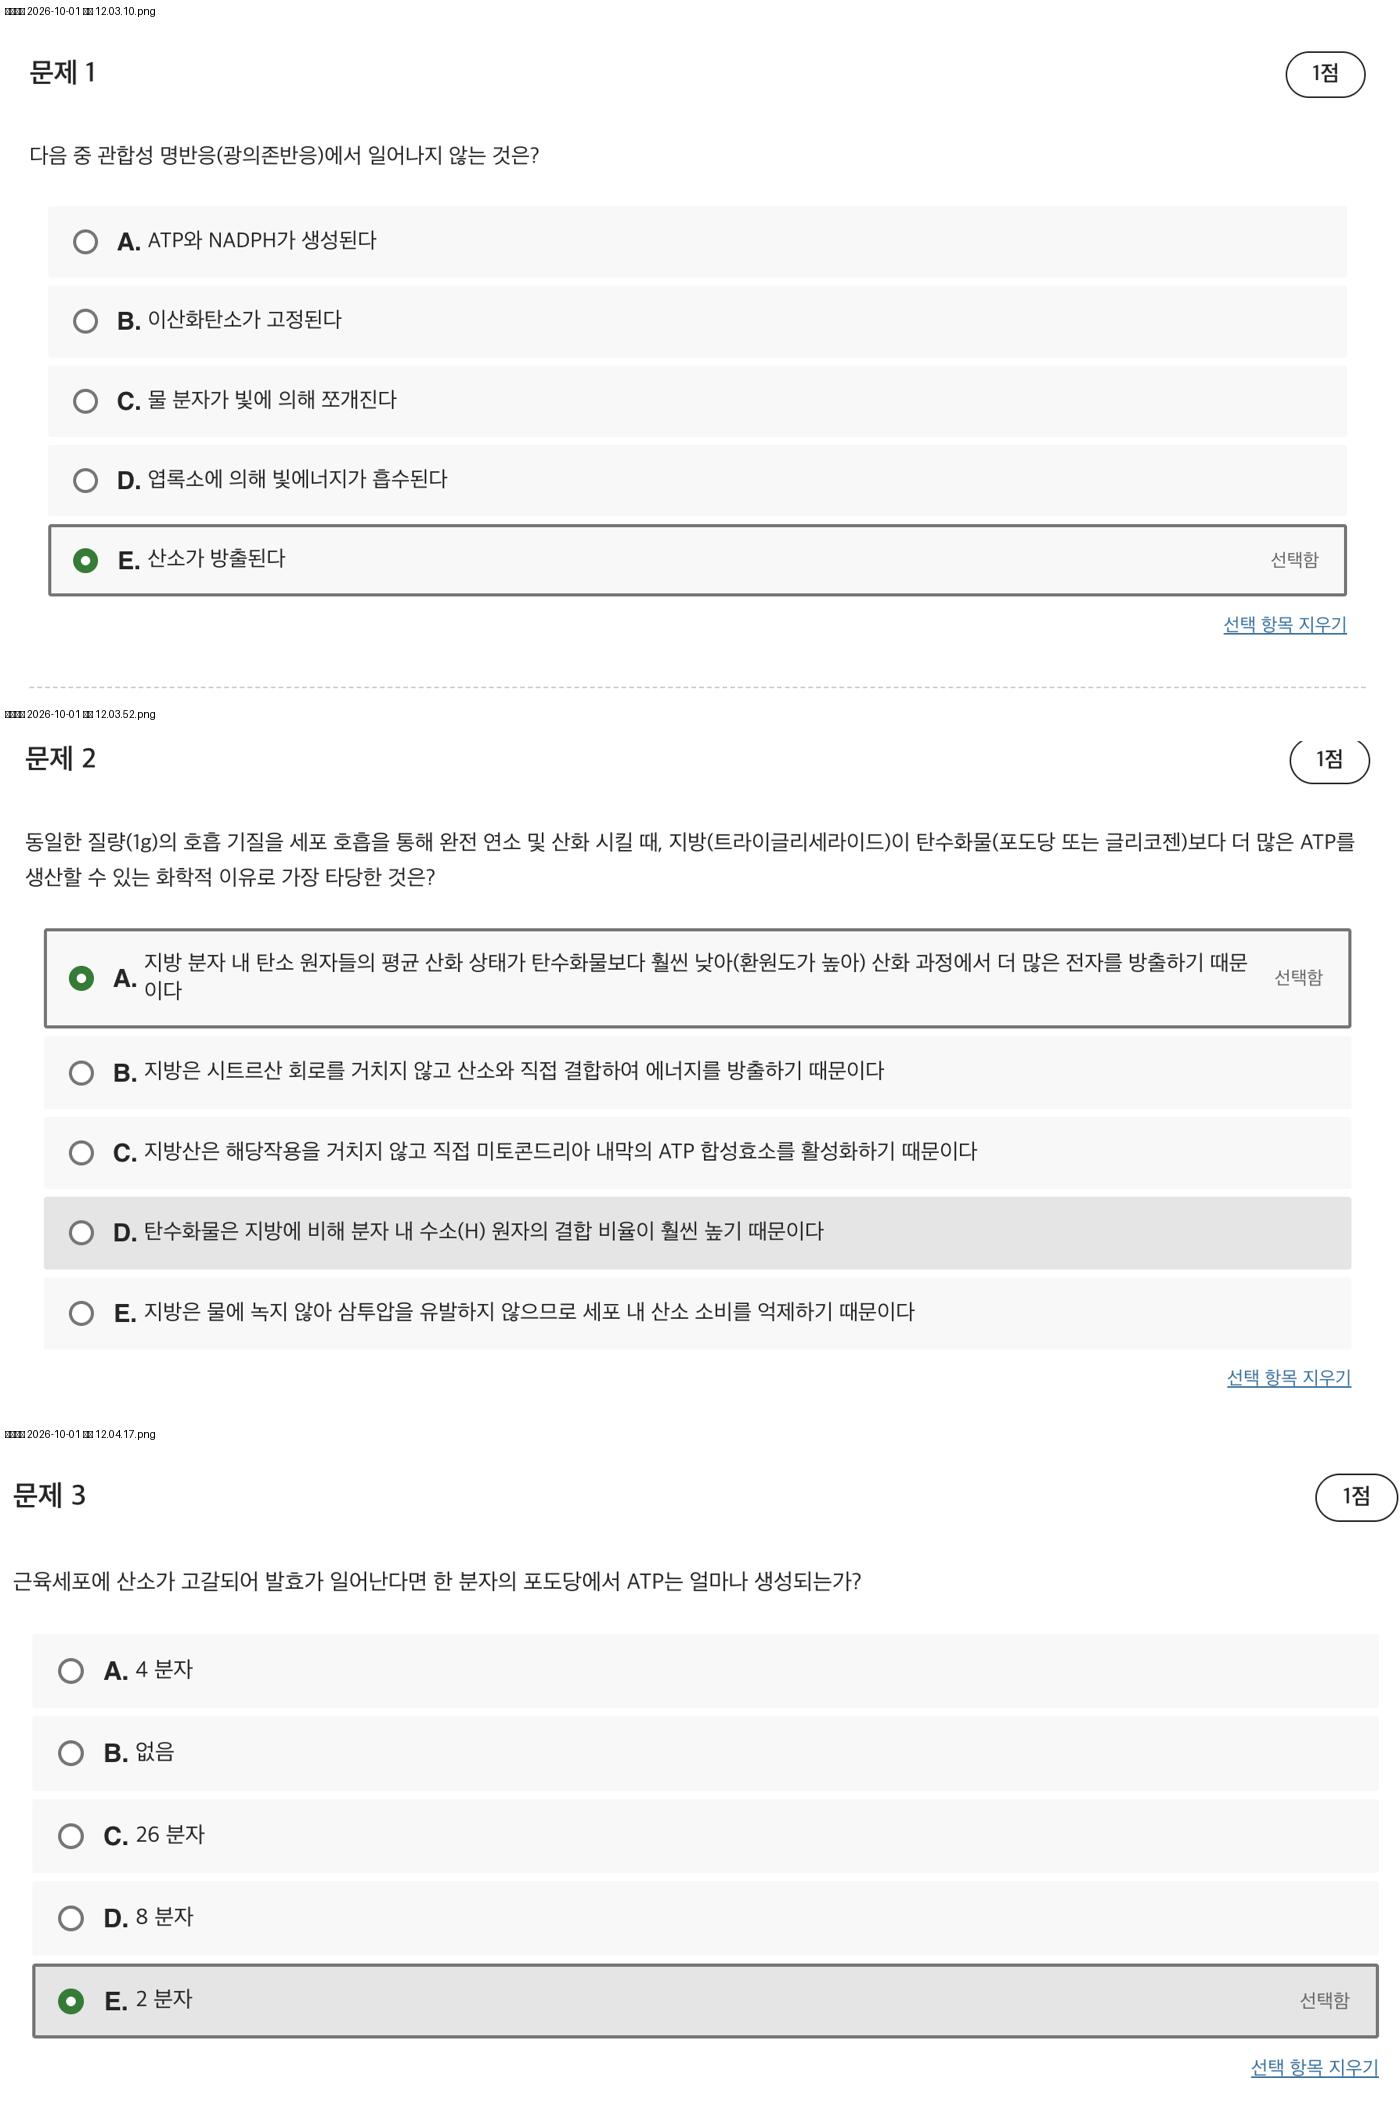 2026-10-01 12.03.10.png
문제 1
1점
다음 중 관합성 명반응(광의존반응)에서 일어나지 않는 것은?
A. ATP와 NADPH가 생성된다
B. 이산화탄소가 고정된다
C. 물 분자가 빛에 의해 쪼개진다
D. 엽록소에 의해 빛에너지가 흡수된다
E. 산소가 방출된다
선택함
선택 항목 지우기
2026-10-01 12.03.52.png
문제 2
1점
동일한 질량(1g)의 호흡 기질을 세포 호흡을 통해 완전 연소 및 산화 시킬 때, 지방(트라이글리세라이드)이 탄수화물(포도당 또는 글리코젠)보다 더 많은 ATP를
생산할 수 있는 화학적 이유로 가장 타당한 것은?
A. 지방 분자 내 탄소 원자들의 평균 산화 상태가 탄수화물보다 훨씬 낮아(환원도가 높아) 산화 과정에서 더 많은 전자를 방출하기 때문
이다
선택함
B. 지방은 시트르산 회로를 거치지 않고 산소와 직접 결합하여 에너지를 방출하기 때문이다
C. 지방산은 해당작용을 거치지 않고 직접 미토콘드리아 내막의 ATP 합성효소를 활성화하기 때문이다
D. 탄수화물은 지방에 비해 분자 내 수소(H) 원자의 결합 비율이 훨씬 높기 때문이다
E. 지방은 물에 녹지 않아 삼투압을 유발하지 않으므로 세포 내 산소 소비를 억제하기 때문이다
선택 항목 지우기
2026-10-01 12.04.17.png
문제 3
1점
근육세포에 산소가 고갈되어 발효가 일어난다면 한 분자의 포도당에서 ATP는 얼마나 생성되는가?
A. 4 분자
B. 없음
C. 26 분자
D. 8 분자
E. 2 분자
선택함
선택 항목 지우기